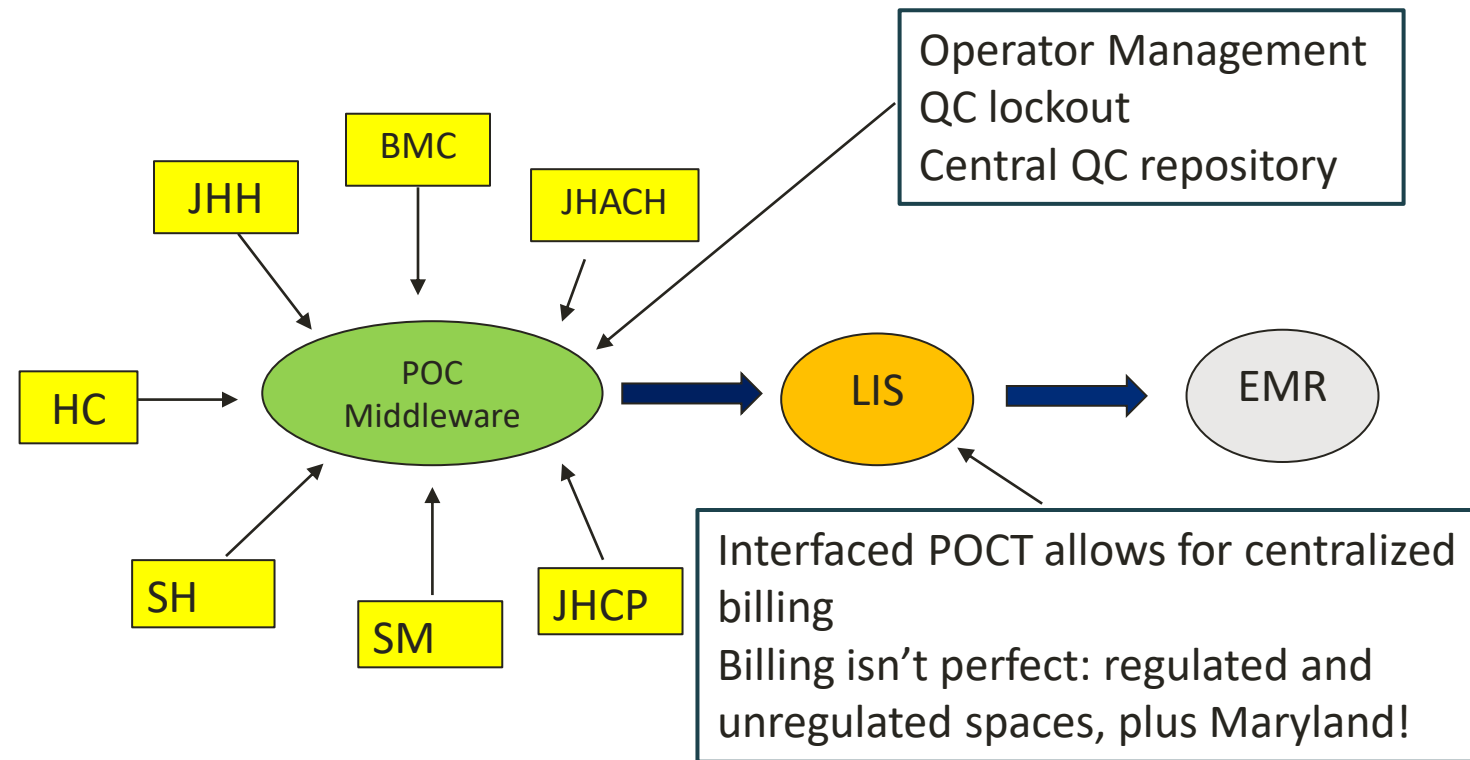 Operator Management
QC lockout
Central QC repository
BMC
JHH
JHACH
HC
POC
Middleware
LIS
EMR
SH
SM
JHCP
Interfaced POCT allows for centralized
billing
Billing isn’t perfect: regulated and
unregulated spaces, plus Maryland!